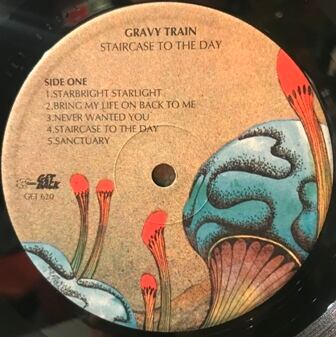 GRAVY TRAIN
STAIRCASE TO THE DAY
SIDE ONE
1.STARBRIGHT STARLIGHT
2.BRING MY LIFE ON BACK TO ME
3.NEVER WANTED YOU
4.STAIRCASE TO THE DAY
5.SANCTUARY
GET
BACK
GET 620